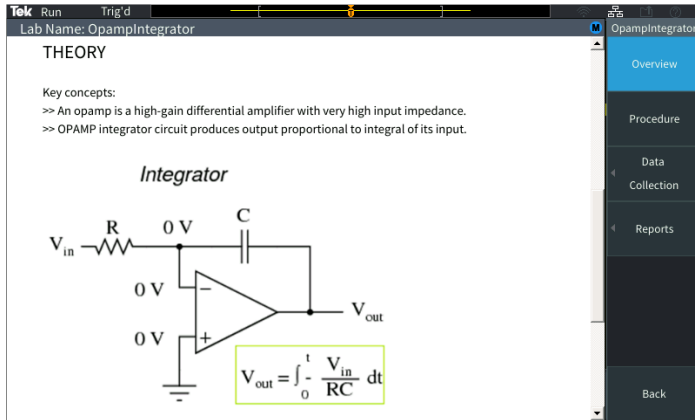 Tek Run Trig'd
Lab Name: OpampIntegrator
M
OpampIntegrator
THEORY
Key concepts:
>> An opamp is a high-gain differential amplifier with very high input impedance.
>> OPAMP integrator circuit produces output proportional to integral of its input.
Integrator
R 0 V C
Vin
0 V −
0 V +
Vout
Vout = ∫₀ᵗ - Vin/RC dt
Overview
Procedure
Data
Collection
Reports
Back